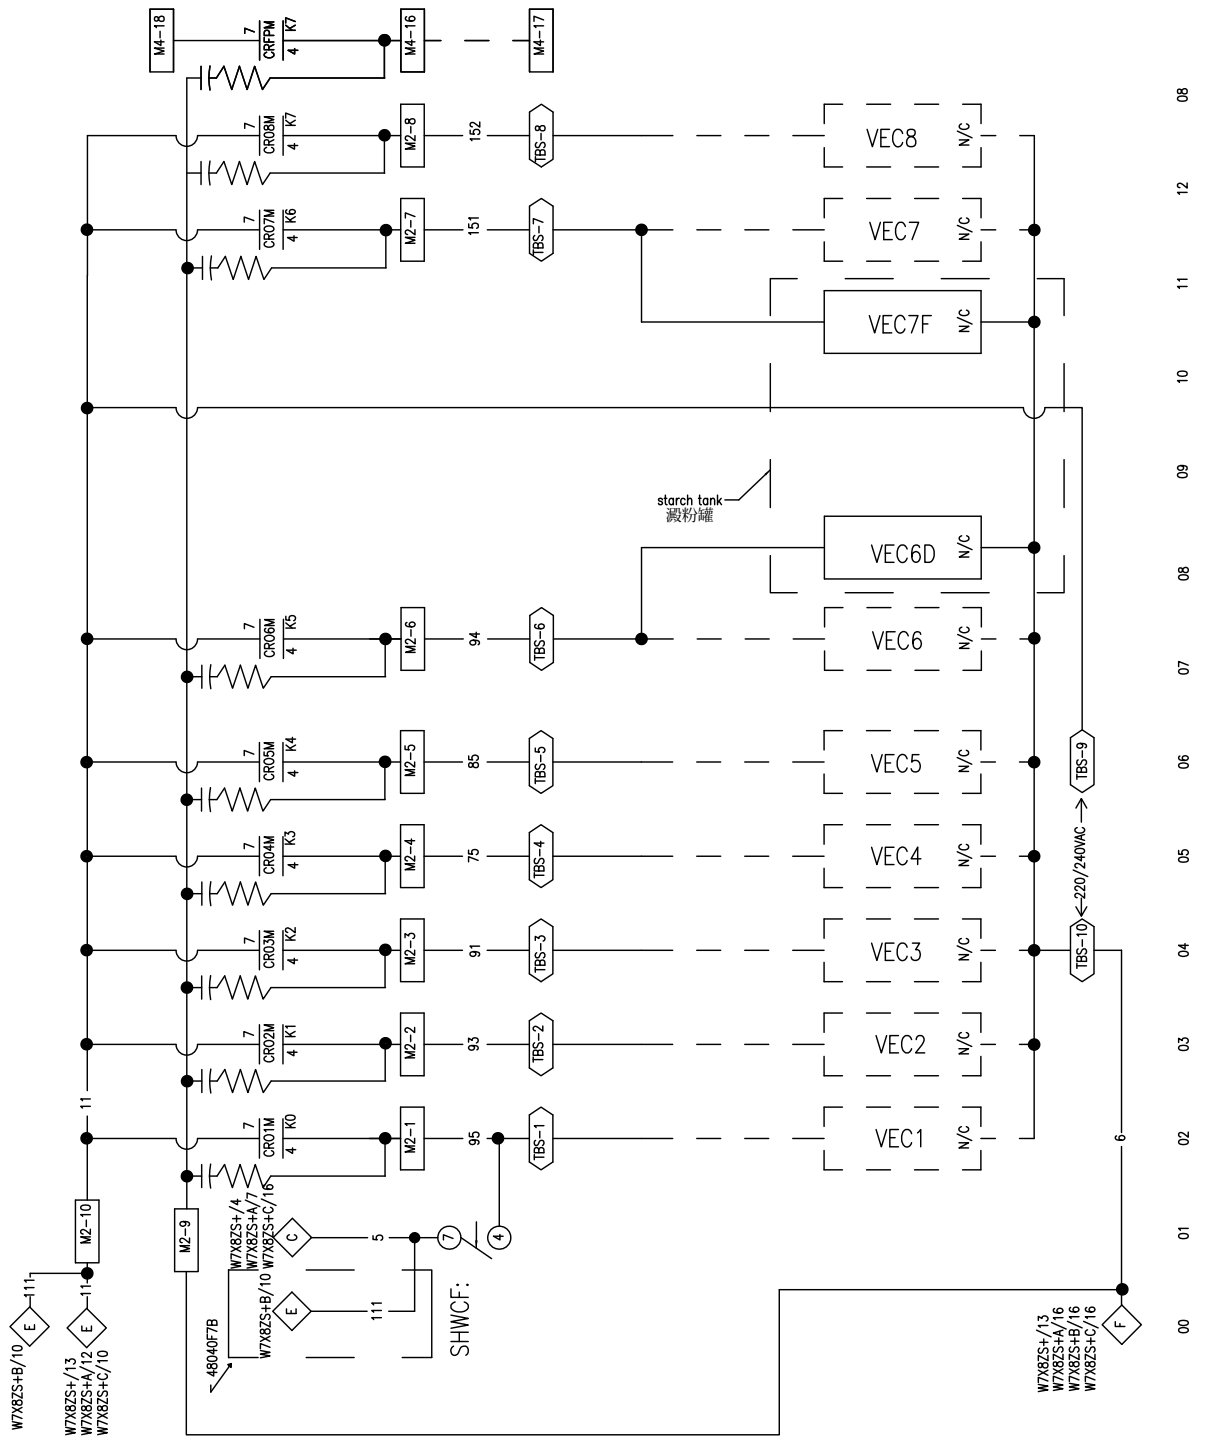 M4-18
7
CRFPM
K7
4
M4-16
M4-17
08
7
CR08M
K7
4
M2-8
152
TBS-8
VEC8
N/C
12
7
CR07M
K6
4
M2-7
151
TBS-7
VEC7
N/C
11
VEC7F
N/C
10
09
starch tank
澱粉罐
VEC6D
N/C
08
7
CR06M
K5
4
M2-6
94
TBS-6
VEC6
N/C
07
7
CR05M
K4
4
M2-5
85
TBS-5
VEC5
N/C
TBS-9
06
7
CR04M
K3
4
M2-4
75
TBS-4
VEC4
N/C
220/240VAC
05
7
CR03M
K2
4
M2-3
91
TBS-3
VEC3
N/C
TBS-10
04
7
CR02M
K1
4
M2-2
93
TBS-2
VEC2
N/C
03
11
7
CR01M
K0
4
M2-1
95
TBS-1
VEC1
N/C
6
02
M2-10
M2-9
W7X8ZS+/4
W7X8ZS+A/7
W7X8ZS+C/16
C
5
7
4
01
111
11
E
E
W7X8ZS+B/10
W7X8ZS+/13
W7X8ZS+A/12
W7X8ZS+C/10
W7X8ZS+B/10
E
111
SHWCF:
48040F7B
F
W7X8ZS+/13
W7X8ZS+A/16
W7X8ZS+B/16
W7X8ZS+C/16
00